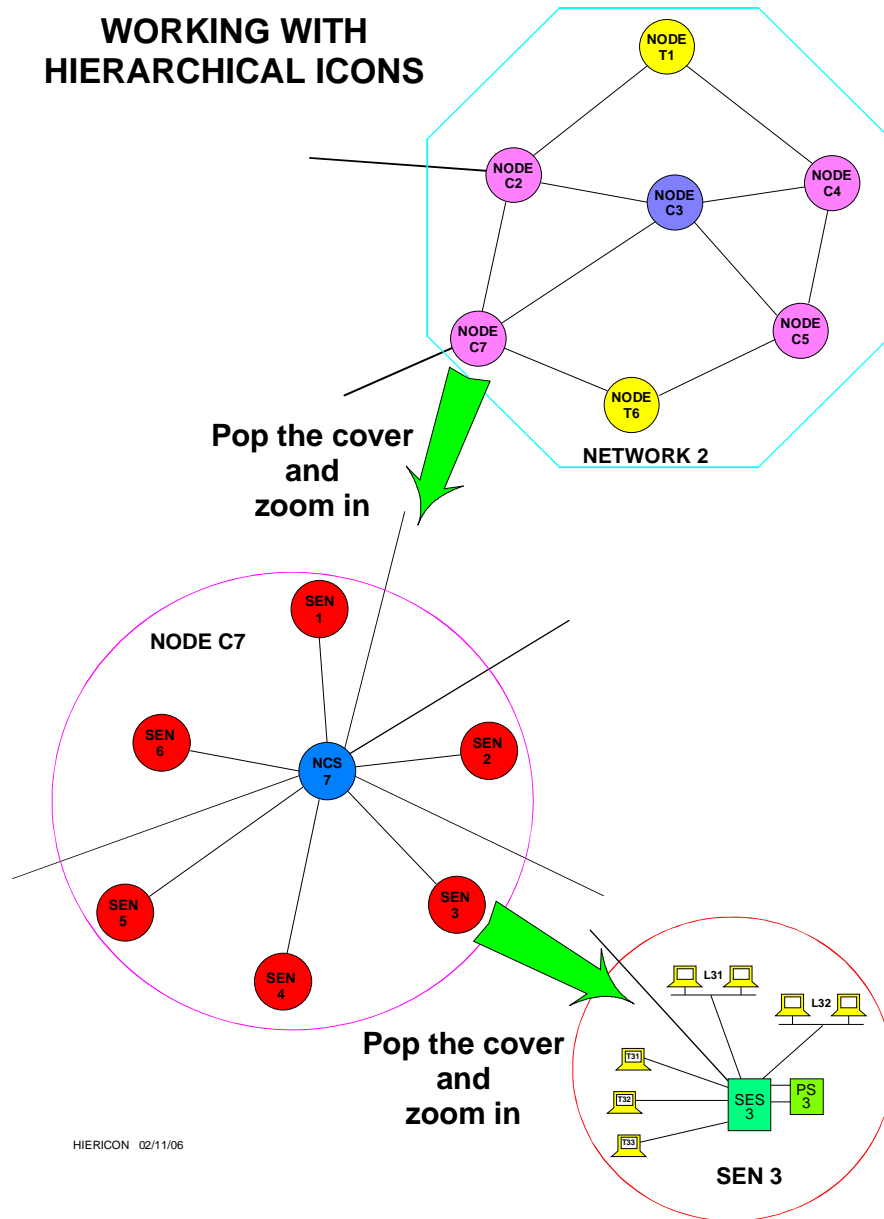 WORKING WITH
HIERARCHICAL ICONS
NODE
T1
NODE
C2
NODE
C3
NODE
C4
NODE
C7
NODE
C5
NODE
T6
NETWORK 2
Pop the cover
and
zoom in
NODE C7
SEN
1
SEN
6
SEN
2
NCS
7
SEN
5
SEN
3
SEN
4
Pop the cover
and
zoom in
L31
L32
T31
T32
T33
SES
3
PS
3
SEN 3
HIERICON 02/11/06